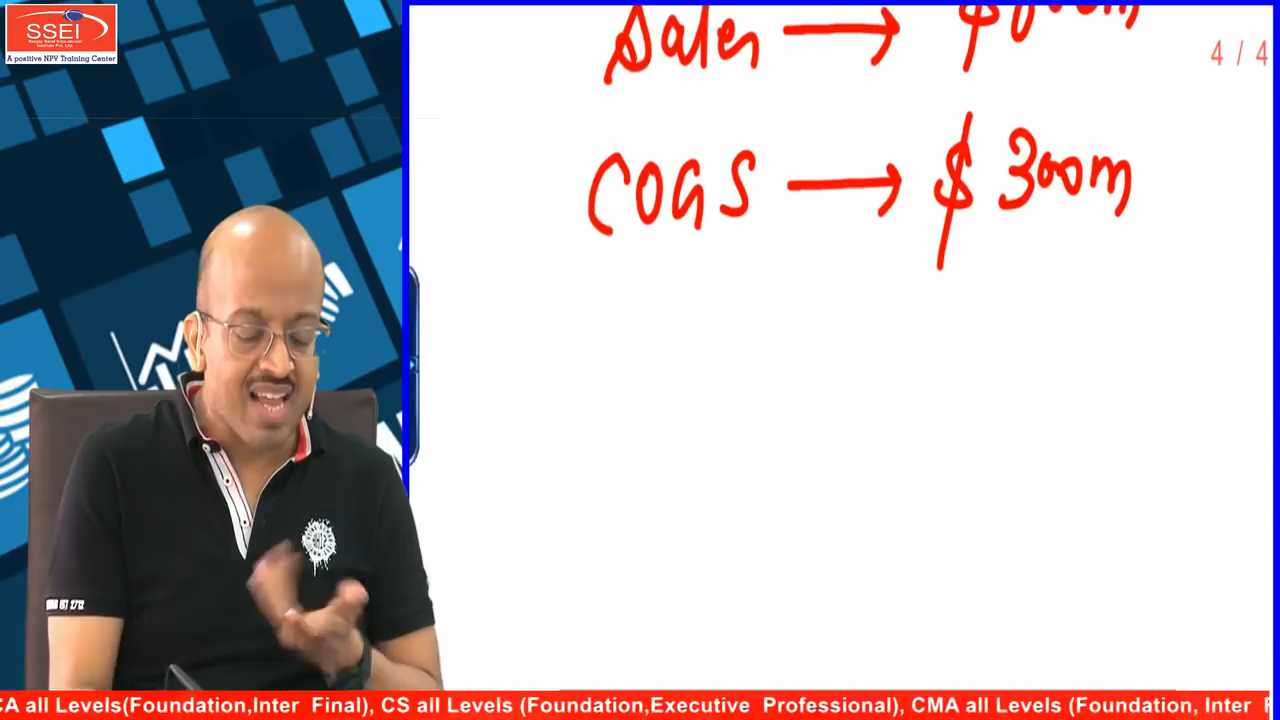 SSEI
A positive NPV Training Center
Sales →
4 / 4
COGS → $ 300m
CA all Levels(Foundation,Inter Final), CS all Levels (Foundation,Executive Professional), CMA all Levels (Foundation, Inter